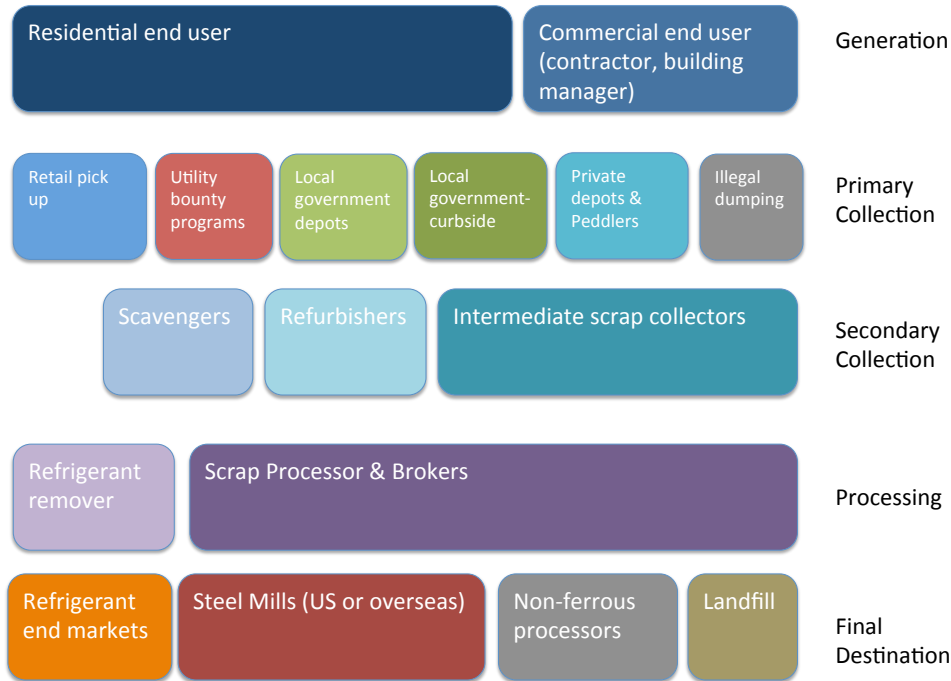 Residential end user
Commercial end user
(contractor, building
manager)
Generation
Retail pick
up
Utility
bounty
programs
Local
government
depots
Local
government-
curbside
Private
depots &
Peddlers
Illegal
dumping
Primary
Collection
Scavengers
Refurbishers
Intermediate scrap collectors
Secondary
Collection
Refrigerant
remover
Scrap Processor & Brokers
Processing
Refrigerant
end markets
Steel Mills (US or overseas)
Non-ferrous
processors
Landfill
Final
Destination